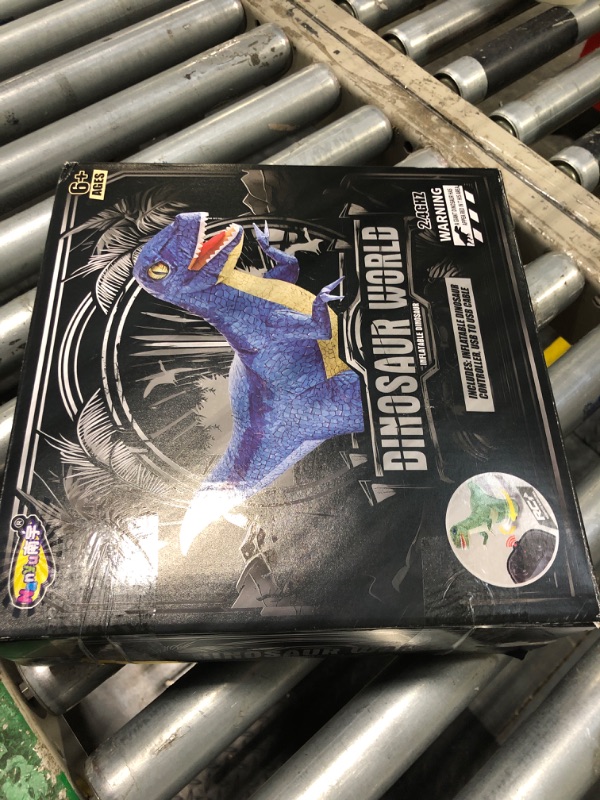 6+
AGES
2.4GHZ
WARNING
DINOSAUR WORLD
INFLATABLE DINOSAUR
INCLUDES: INFLATABLE DINOSAUR
CONTROLLER, USB TO USB CABLE
DINOSAUR WORLD